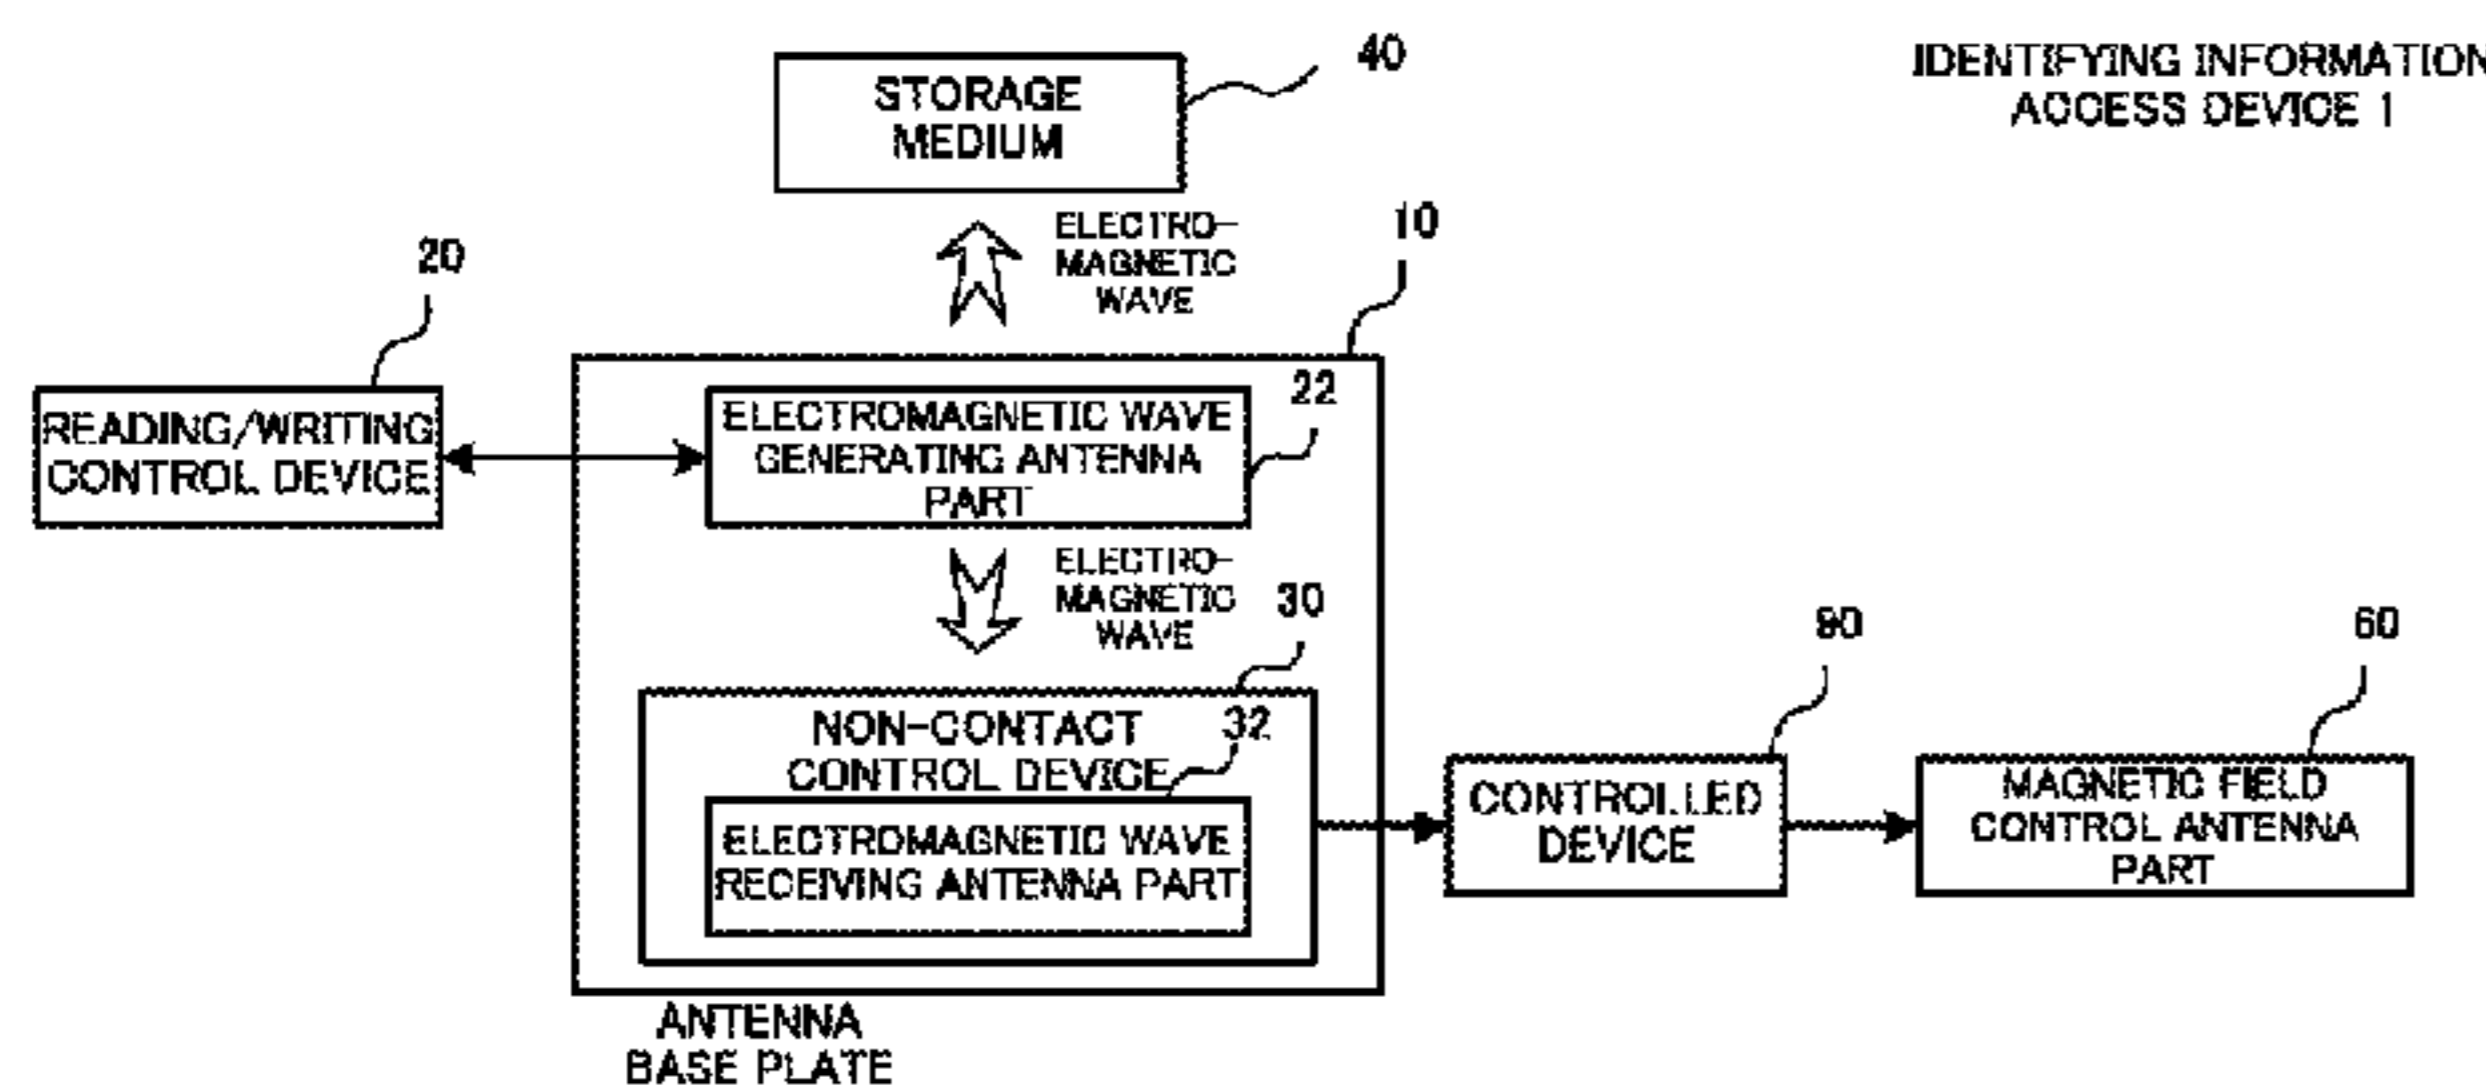 IDENTIFYING INFORMATION
ACCESS DEVICE 1
40
STORAGE
MEDIUM
ELECTRO-
MAGNETIC
WAVE
10
20
READING/WRITING
CONTROL DEVICE
22
ELECTROMAGNETIC WAVE
GENERATING ANTENNA
PART
ELECTRO-
MAGNETIC
WAVE
30
NON-CONTACT
CONTROL DEVICE
32
ELECTROMAGNETIC WAVE
RECEIVING ANTENNA PART
ANTENNA
BASE PLATE
CONTROLLED
DEVICE
60
MAGNETIC FIELD
CONTROL ANTENNA
PART